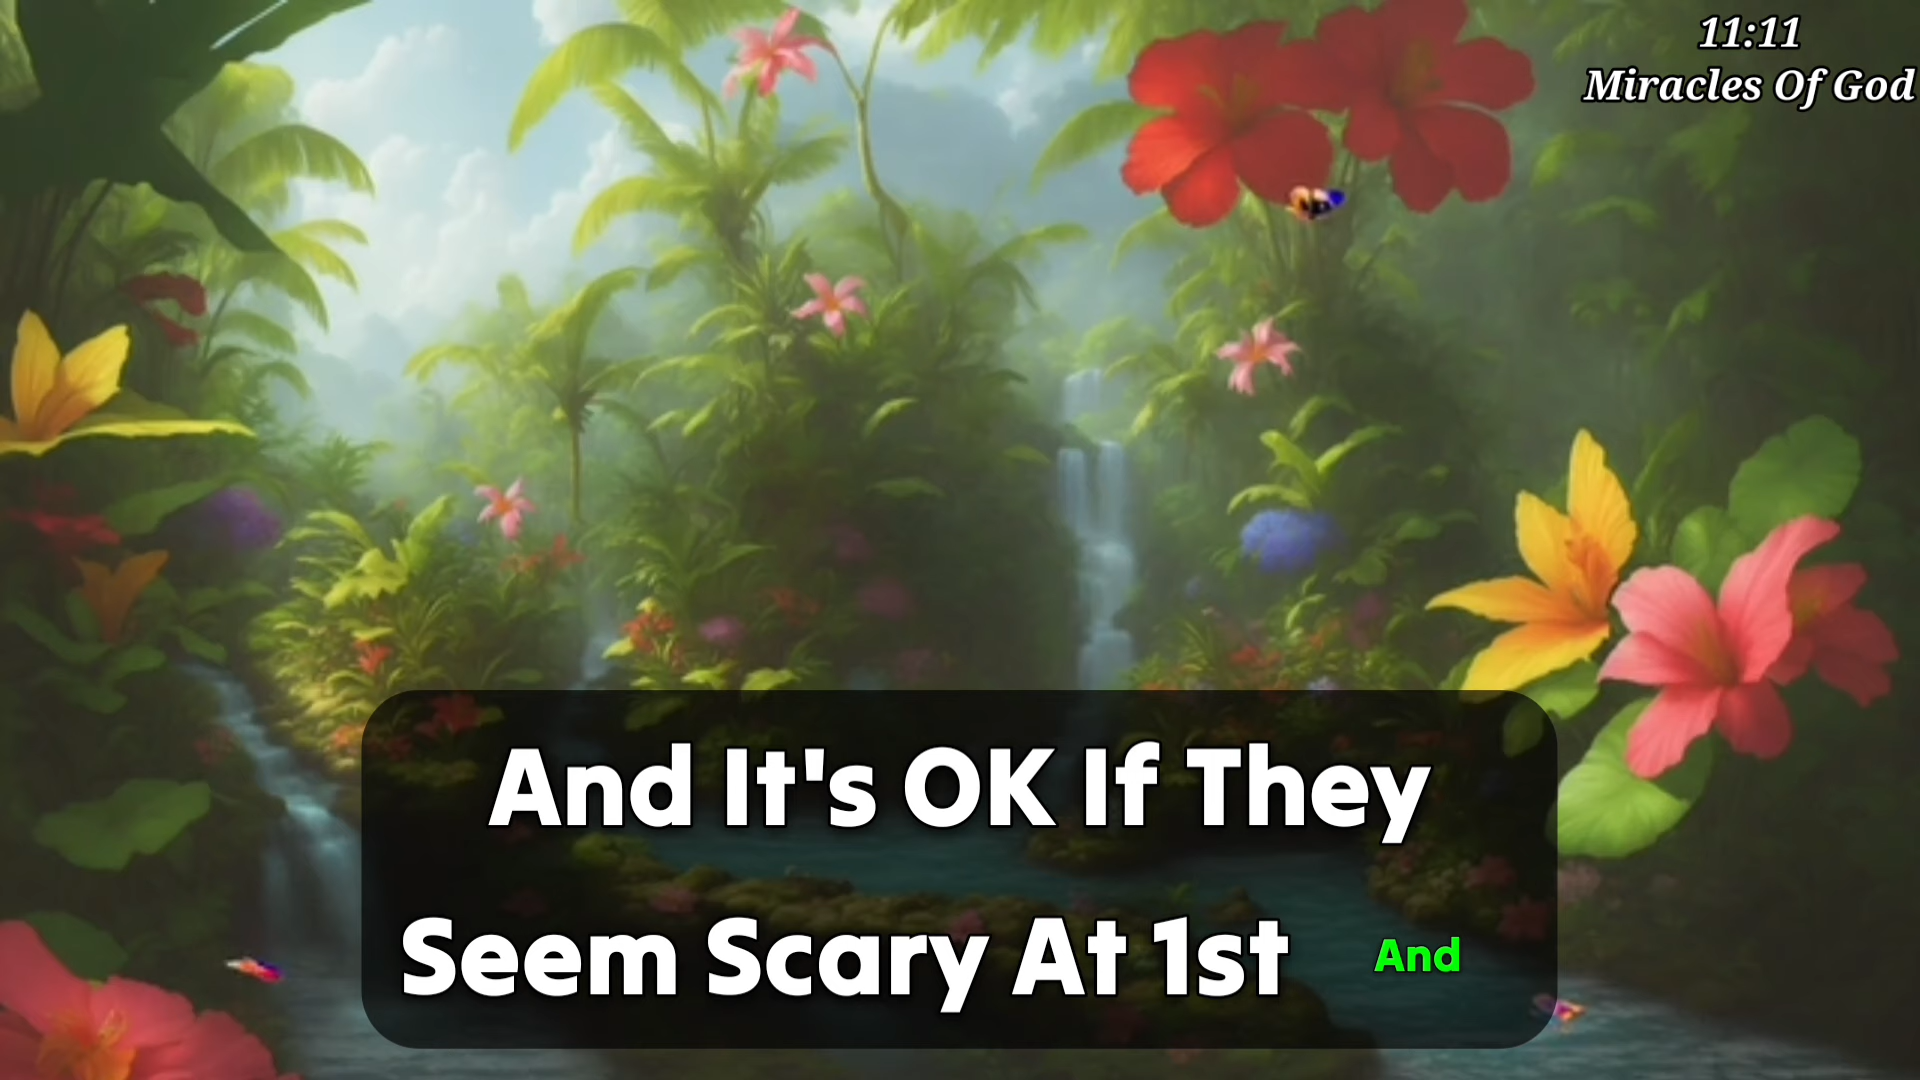 11:11
Miracles Of God
And It's OK If They
Seem Scary At 1st And